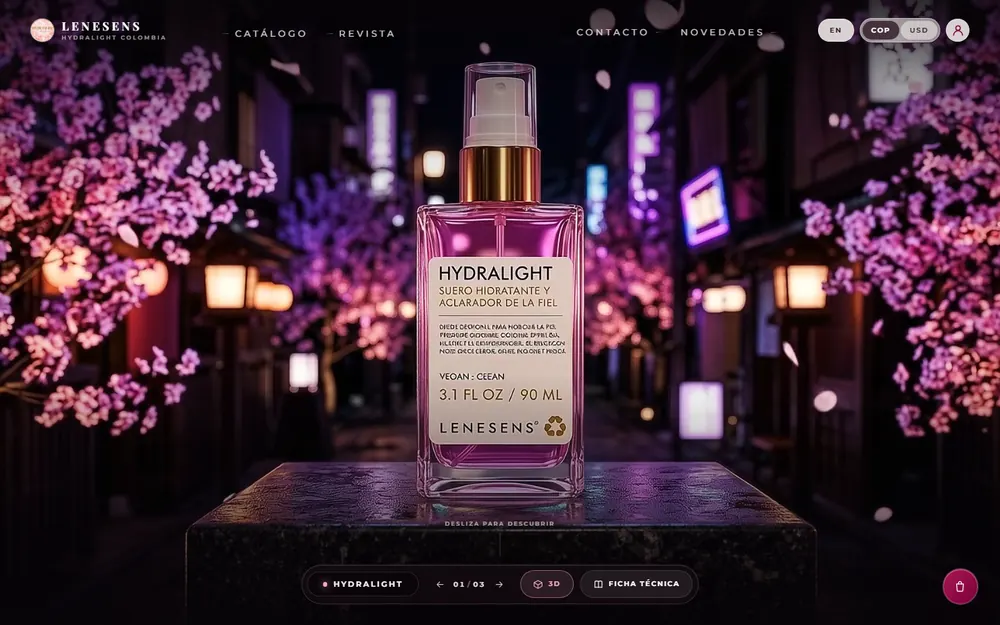 LENESENS
HYDRALIGHT COLOMBIA
CATÁLOGO
REVISTA
CONTACTO
NOVEDADES
EN
COP
USD
HYDRALIGHT
SUERO HIDRATANTE Y
ACLARADOR DE LA FIEL
VEOAN : CEEAN
3.1 FL OZ / 90 ML
LENESENS
DESLIZA PARA DESCUBRIR
HYDRALIGHT
← 01 / 03 →
3D
FICHA TÉCNICA